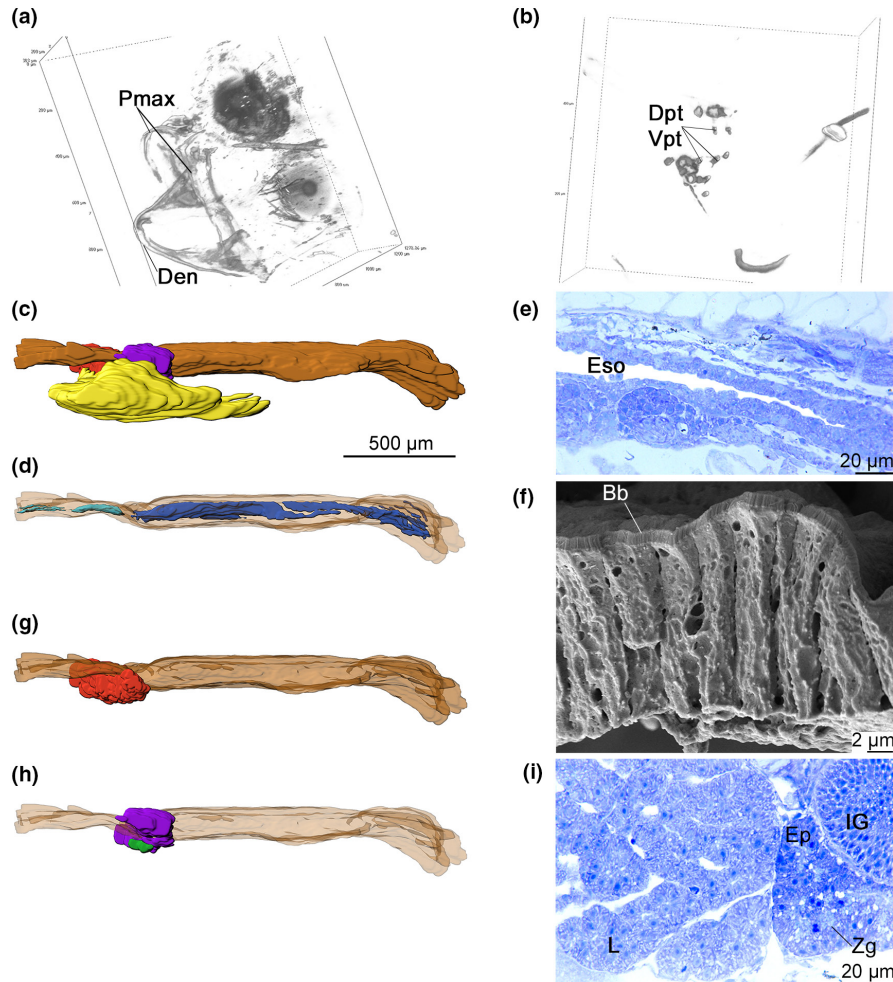 (a)
(b)
Pmax
Den
Dpt
Vpt
(c)
500 µm
(d)
(e)
Eso
20 µm
(f)
Bb
2 µm
(g)
(h)
(i)
Ep
IG
L
Zg
20 µm